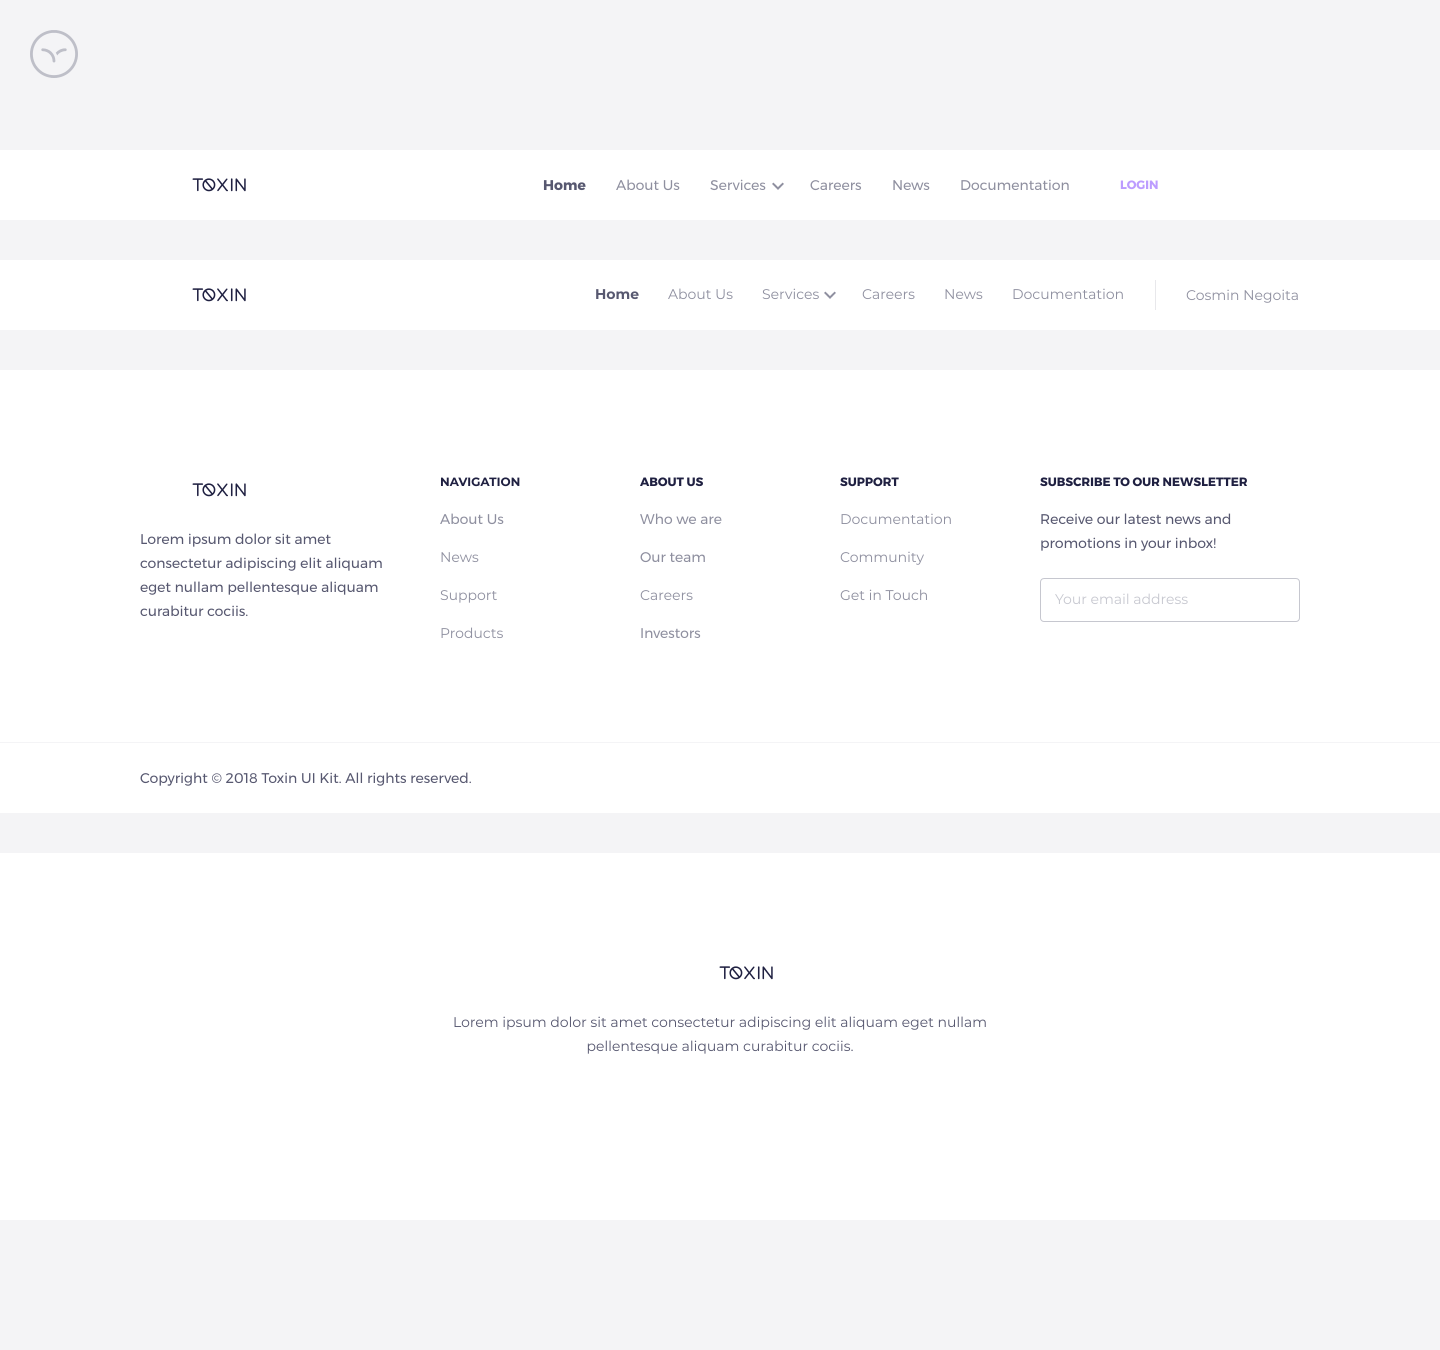 TOXIN
Home About Us Services Careers News Documentation LOGIN
TOXIN
Home About Us Services Careers News Documentation Cosmin Negoita
TOXIN
Lorem ipsum dolor sit amet
consectetur adipiscing elit aliquam
eget nullam pellentesque aliquam
curabitur cociis.
NAVIGATION
About Us
News
Support
Products
ABOUT US
Who we are
Our team
Careers
Investors
SUPPORT
Documentation
Community
Get in Touch
SUBSCRIBE TO OUR NEWSLETTER
Receive our latest news and
promotions in your inbox!
Your email address
Copyright © 2018 Toxin UI Kit. All rights reserved.
TOXIN
Lorem ipsum dolor sit amet consectetur adipiscing elit aliquam eget nullam
pellentesque aliquam curabitur cociis.